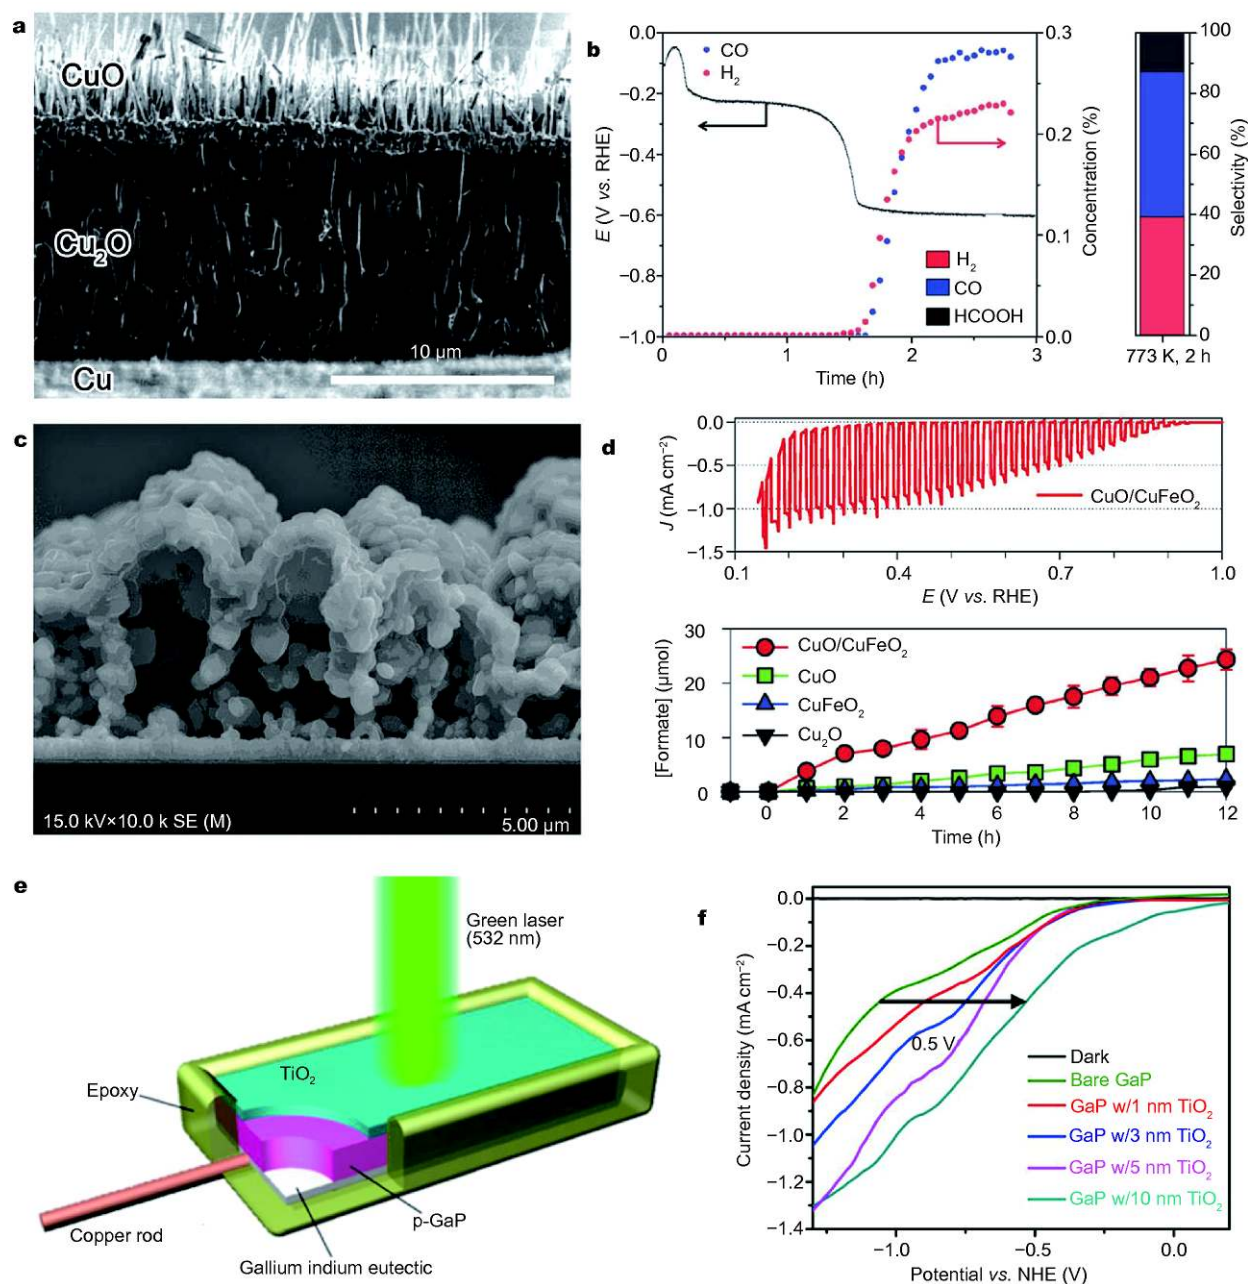 a
CuO
Cu₂O
10 µm
Cu
b
0.0
−0.2
−0.4
−0.6
−0.8
−1.0
E (V vs. RHE)
CO
H₂
H₂
CO
HCOOH
0
1
2
3
Time (h)
0.3
0.2
0.1
0.0
Concentration (%)
100
80
60
40
20
0
Selectivity (%)
773 K, 2 h
c
15.0 kV×10.0 k SE (M)
5.00 µm
d
0.0
−0.5
−1.0
−1.5
J (mA cm⁻²)
CuO/CuFeO₂
0.1
0.4
0.7
1.0
E (V vs. RHE)
30
20
10
0
[Formate] (µmol)
CuO/CuFeO₂
CuO
CuFeO₂
Cu₂O
0
2
4
6
8
10
12
Time (h)
e
Green laser
(532 nm)
TiO₂
Epoxy
p-GaP
Copper rod
Gallium indium eutectic
f
0.0
−0.2
−0.4
−0.6
−0.8
−1.0
−1.2
−1.4
Current density (mA cm⁻²)
0.5 V
Dark
Bare GaP
GaP w/1 nm TiO₂
GaP w/3 nm TiO₂
GaP w/5 nm TiO₂
GaP w/10 nm TiO₂
−1.0
−0.5
0.0
Potential vs. NHE (V)